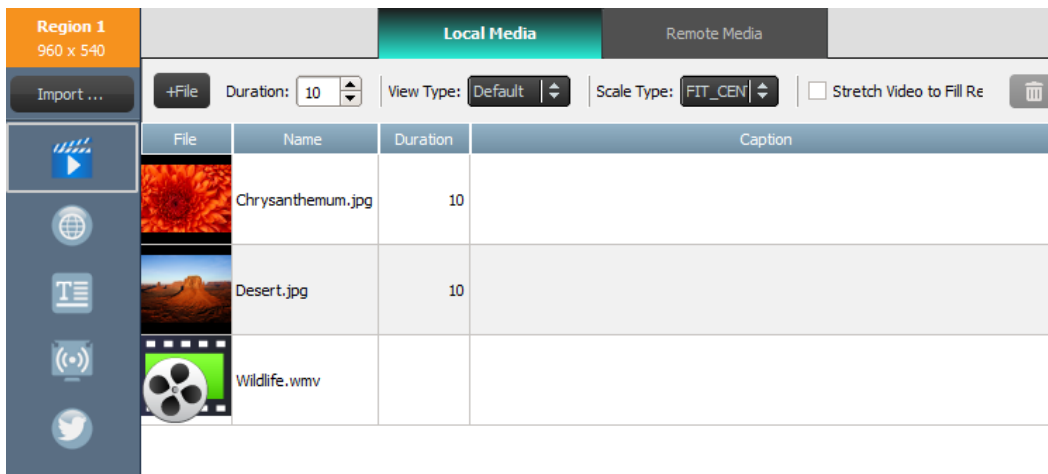 Region 1
960 x 540
Local Media
Remote Media
Import ...
+File
Duration: 10
View Type: Default
Scale Type: FIT_CENT
Stretch Video to Fill Re
File Name Duration Caption
Chrysanthemum.jpg 10
Desert.jpg 10
Wildlife.wmv
T